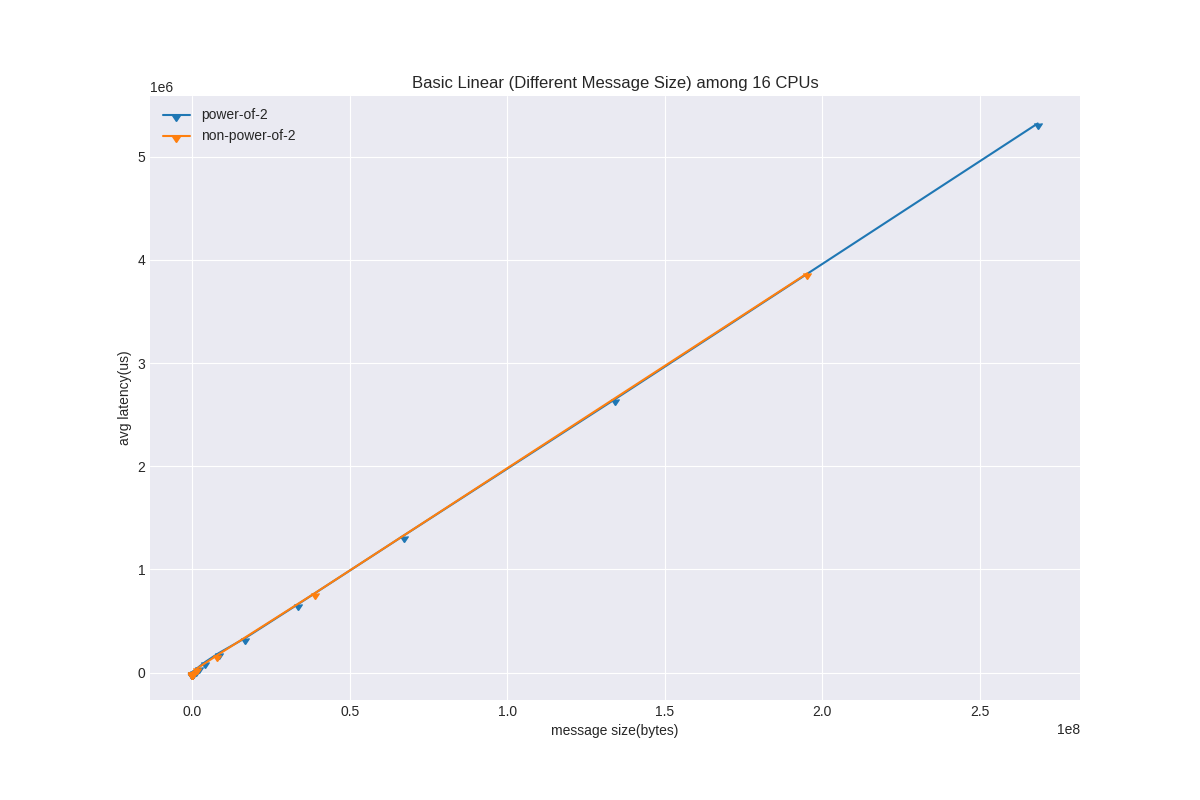 Basic Linear (Different Message Size) among 16 CPUs
1e6
power-of-2
non-power-of-2
5
4
3
2
1
0
avg latency(us)
0.0 0.5 1.0 1.5 2.0 2.5
1e8
message size(bytes)